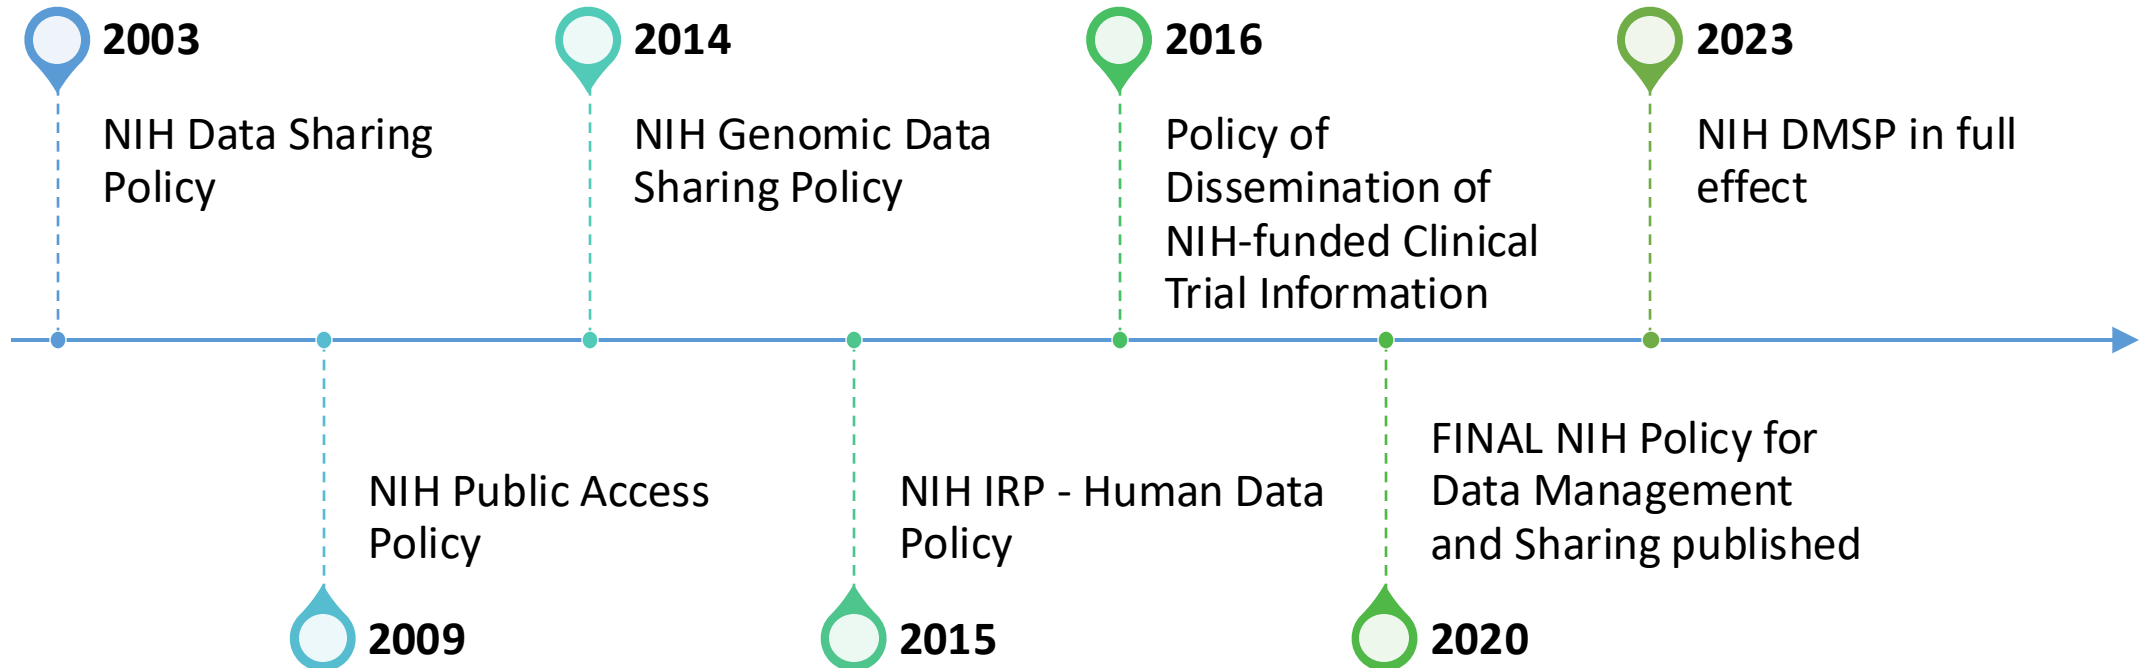 2003
NIH Data Sharing
Policy
2014
NIH Genomic Data
Sharing Policy
2016
Policy of
Dissemination of
NIH-funded Clinical
Trial Information
2023
NIH DMSP in full
effect
NIH Public Access
Policy
2009
NIH IRP - Human Data
Policy
2015
FINAL NIH Policy for
Data Management
and Sharing published
2020